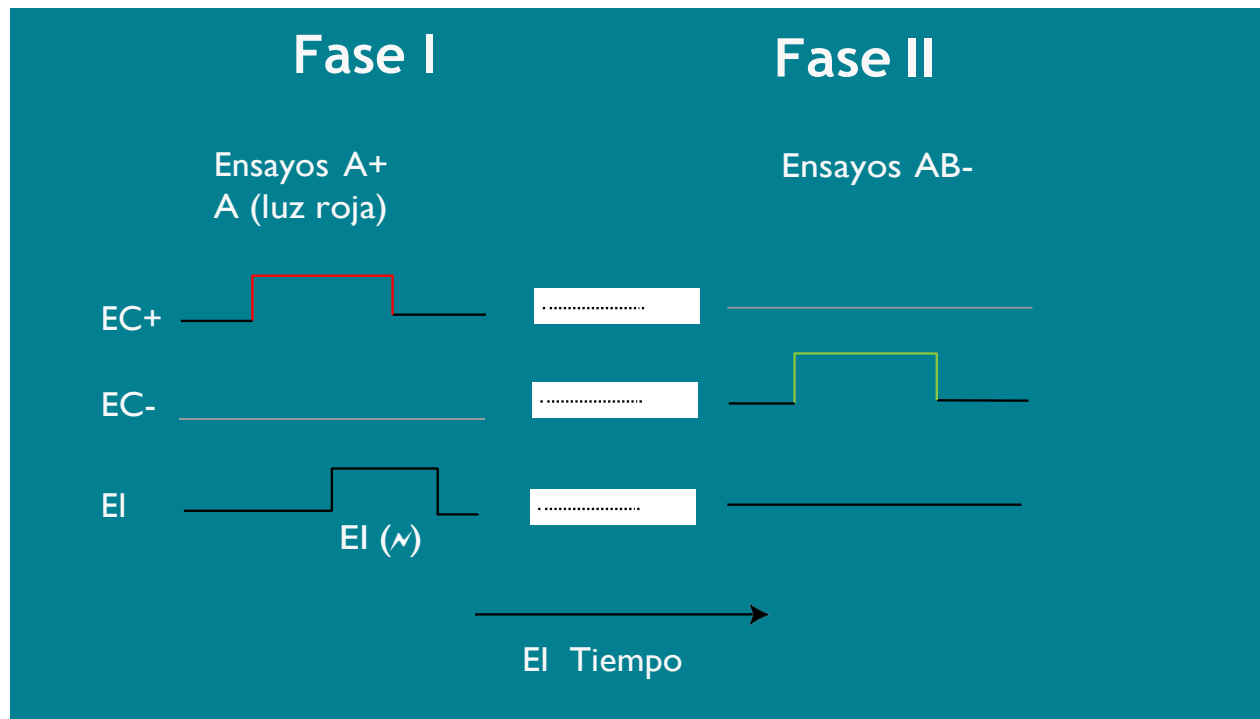 Fase I
Fase II
Ensayos A+
A (luz roja)
Ensayos AB-
EC+
EC-
EI
EI (N)
El Tiempo